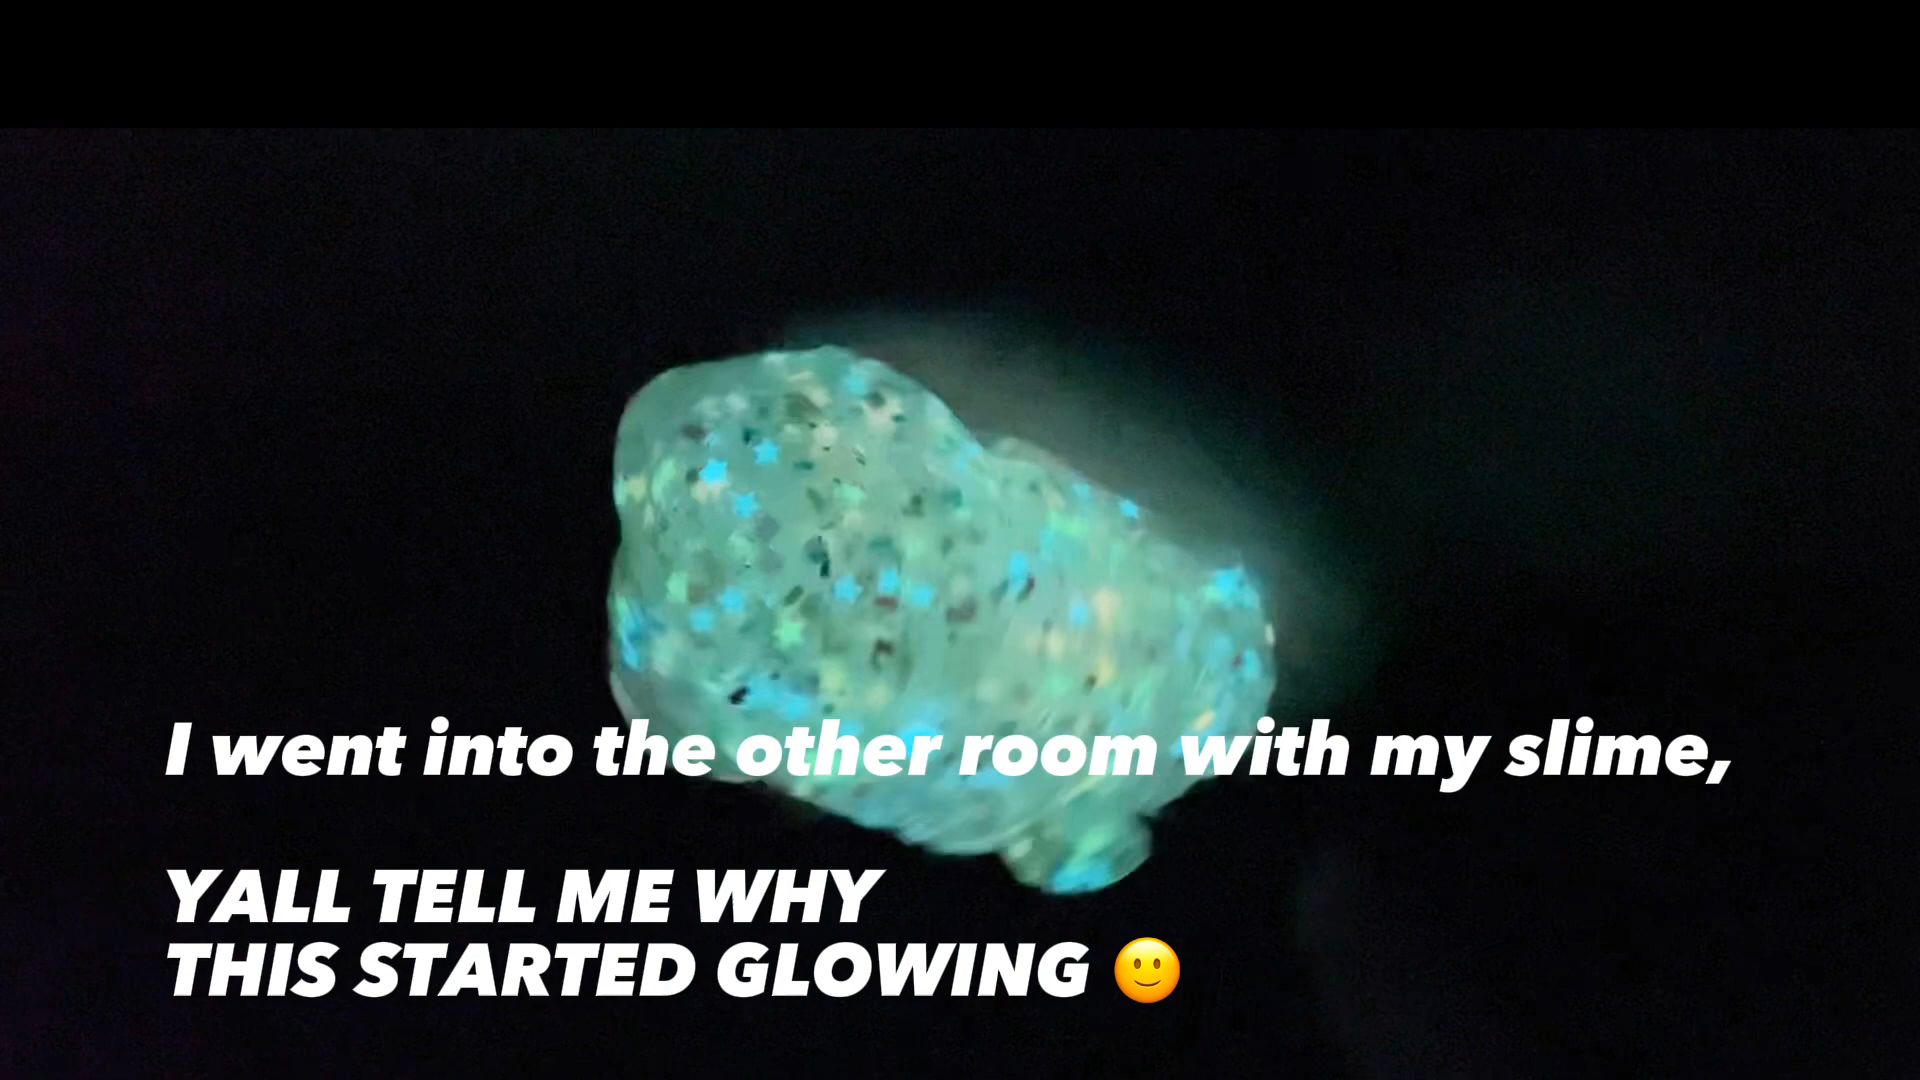 I went into the other room with my slime,
YALL TELL ME WHY
THIS STARTED GLOWING 🙂